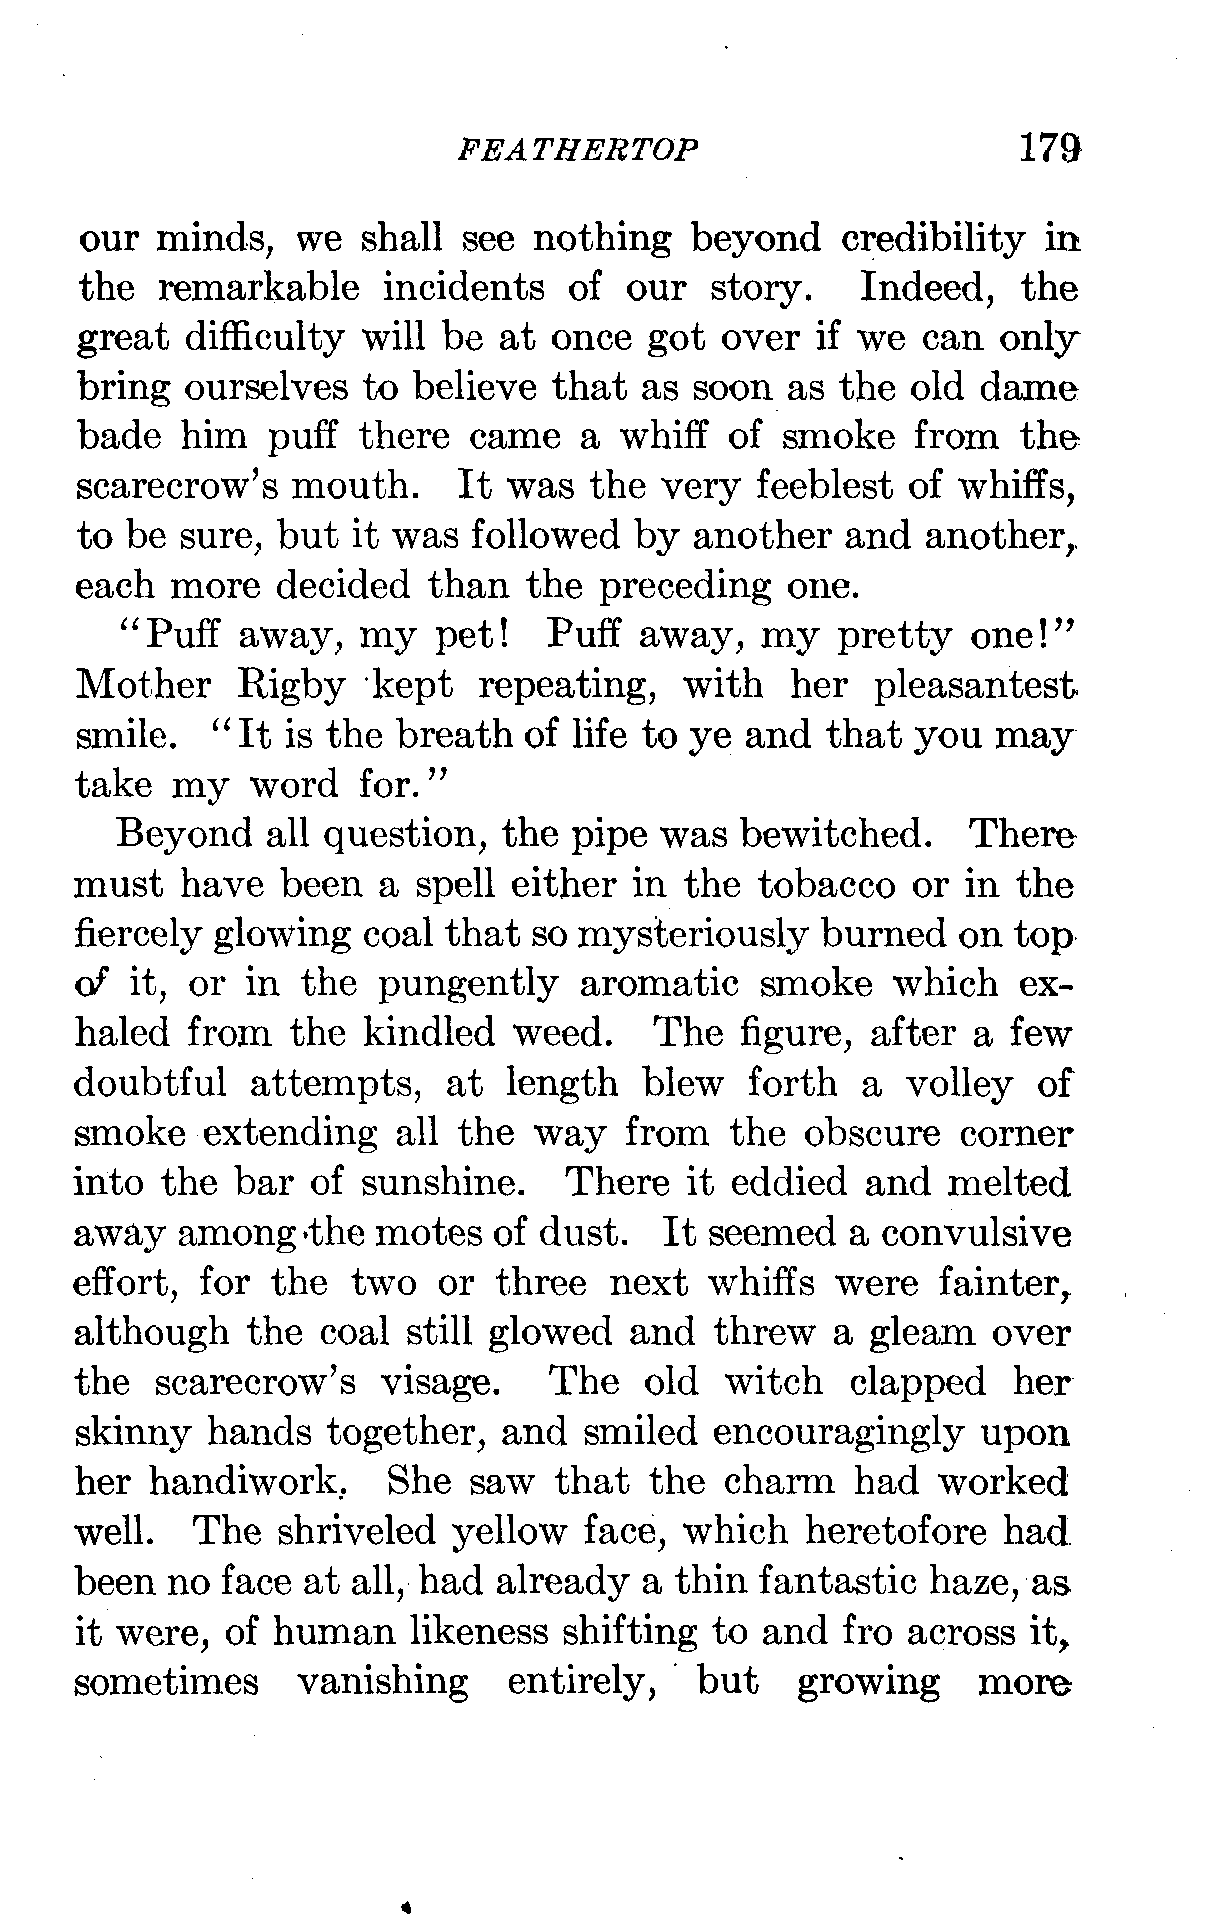 FEATHERTOP 179
our minds, we shall see nothing beyond credibility in
the remarkable incidents of our story. Indeed, the
great difficulty will be at once got over if we can only
bring ourselves to believe that as soon as the old dame
bade him puff there came a whiff of smoke from the
scarecrow's mouth. It was the very feeblest of whiffs,
to be sure, but it was followed by another and another,
each more decided than the preceding one.
"Puff away, my pet! Puff away, my pretty one!"
Mother Rigby kept repeating, with her pleasantest
smile. "It is the breath of life to ye and that you may
take my word for."
Beyond all question, the pipe was bewitched. There
must have been a spell either in the tobacco or in the
fiercely glowing coal that so mysteriously burned on top
of it, or in the pungently aromatic smoke which ex-
haled from the kindled weed. The figure, after a few
doubtful attempts, at length blew forth a volley of
smoke extending all the way from the obscure corner
into the bar of sunshine. There it eddied and melted
away among the motes of dust. It seemed a convulsive
effort, for the two or three next whiffs were fainter,
although the coal still glowed and threw a gleam over
the scarecrow's visage. The old witch clapped her
skinny hands together, and smiled encouragingly upon
her handiwork. She saw that the charm had worked
well. The shriveled yellow face, which heretofore had
been no face at all, had already a thin fantastic haze, as
it were, of human likeness shifting to and fro across it,
sometimes vanishing entirely, but growing more